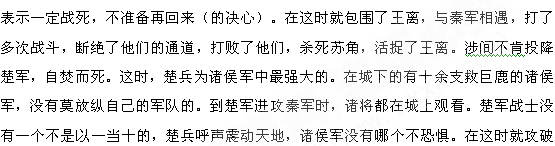 表示一定战死，不准备再回来（的决心）。在这时就包围了王离，与秦军相遇，打了
多次战斗，断绝了他们的通道，打败了他们，杀死苏角，活捉了王离。涉间不肯投降
楚军，自焚而死。这时，楚兵为诸侯军中最强大的。在城下的有十余支救巨鹿的诸侯
军，没有莫放纵自己的军队的。到楚军进攻秦军时，诸将都在城上观看。楚军战士没
有一个不是以一当十的，楚兵呼声震动天地，诸侯军没有哪个不恐惧。在这时就攻破